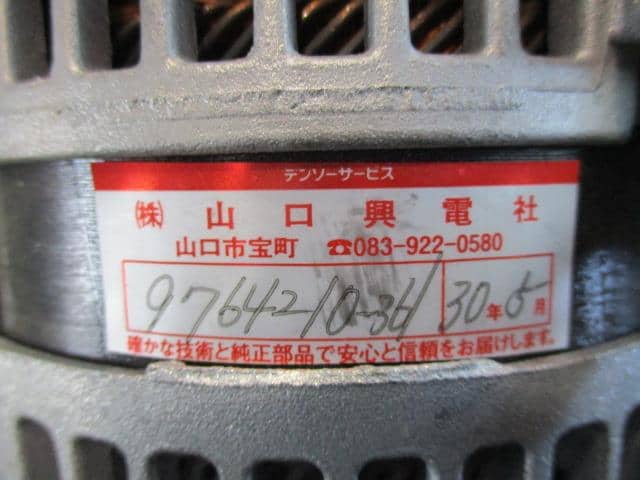 デンソーサービス
㈱ 山口興電社
山口市宝町 ☎083-922-0580
97642-10-361 30年5月
確かな技術と純正部品で安心と信頼をお届けします.